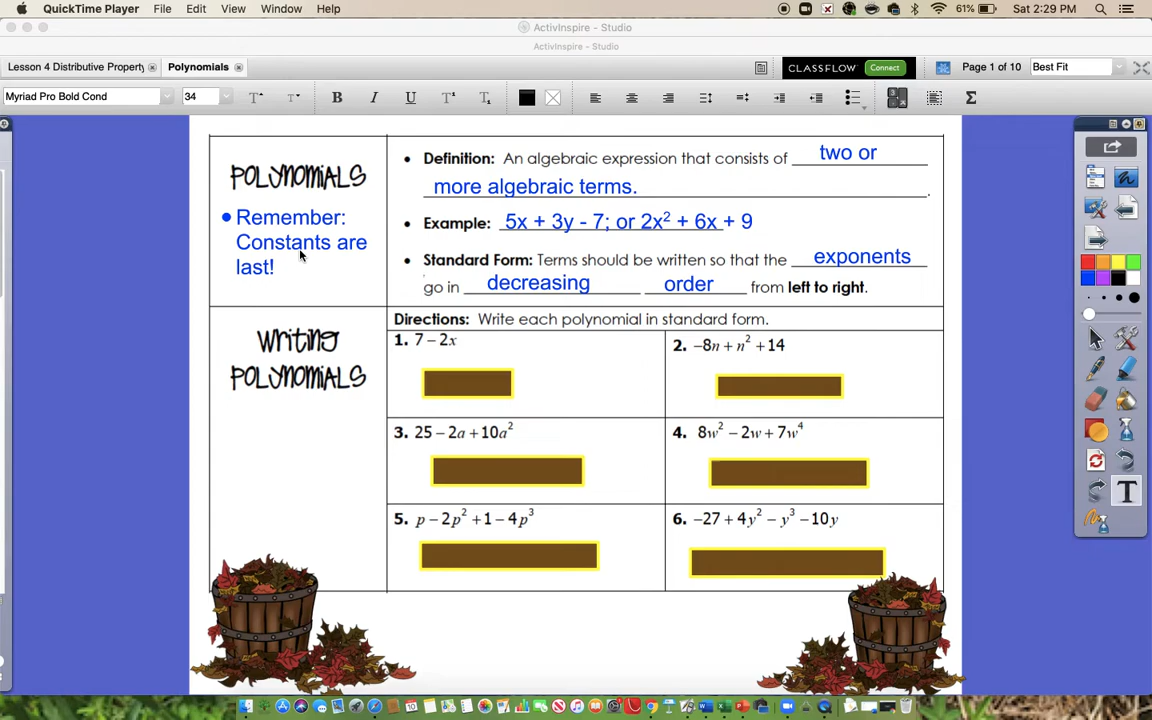 QuickTime Player File Edit View Window Help 61% Sat 2:29 PM
ActivInspire - Studio
ActivInspire - Studio
Lesson 4 Distributive Property Polynomials CLASSFLOW Connect Page 1 of 10 Best Fit
Myriad Pro Bold Cond 34 B I U Σ
POLYNOMIALS
• Remember:
Constants are
last!
• Definition: An algebraic expression that consists of two or
more algebraic terms.
• Example: 5x + 3y - 7; or 2x² + 6x + 9
• Standard Form: Terms should be written so that the exponents
go in decreasing order from left to right.
Writing
POLYNOMIALS
Directions: Write each polynomial in standard form.
1. 7 − 2x
2. −8n + n² + 14
3. 25 − 2a + 10a²
4. 8w² − 2w + 7w⁴
5. p − 2p² + 1 − 4p³
6. −27 + 4y² − y³ − 10y